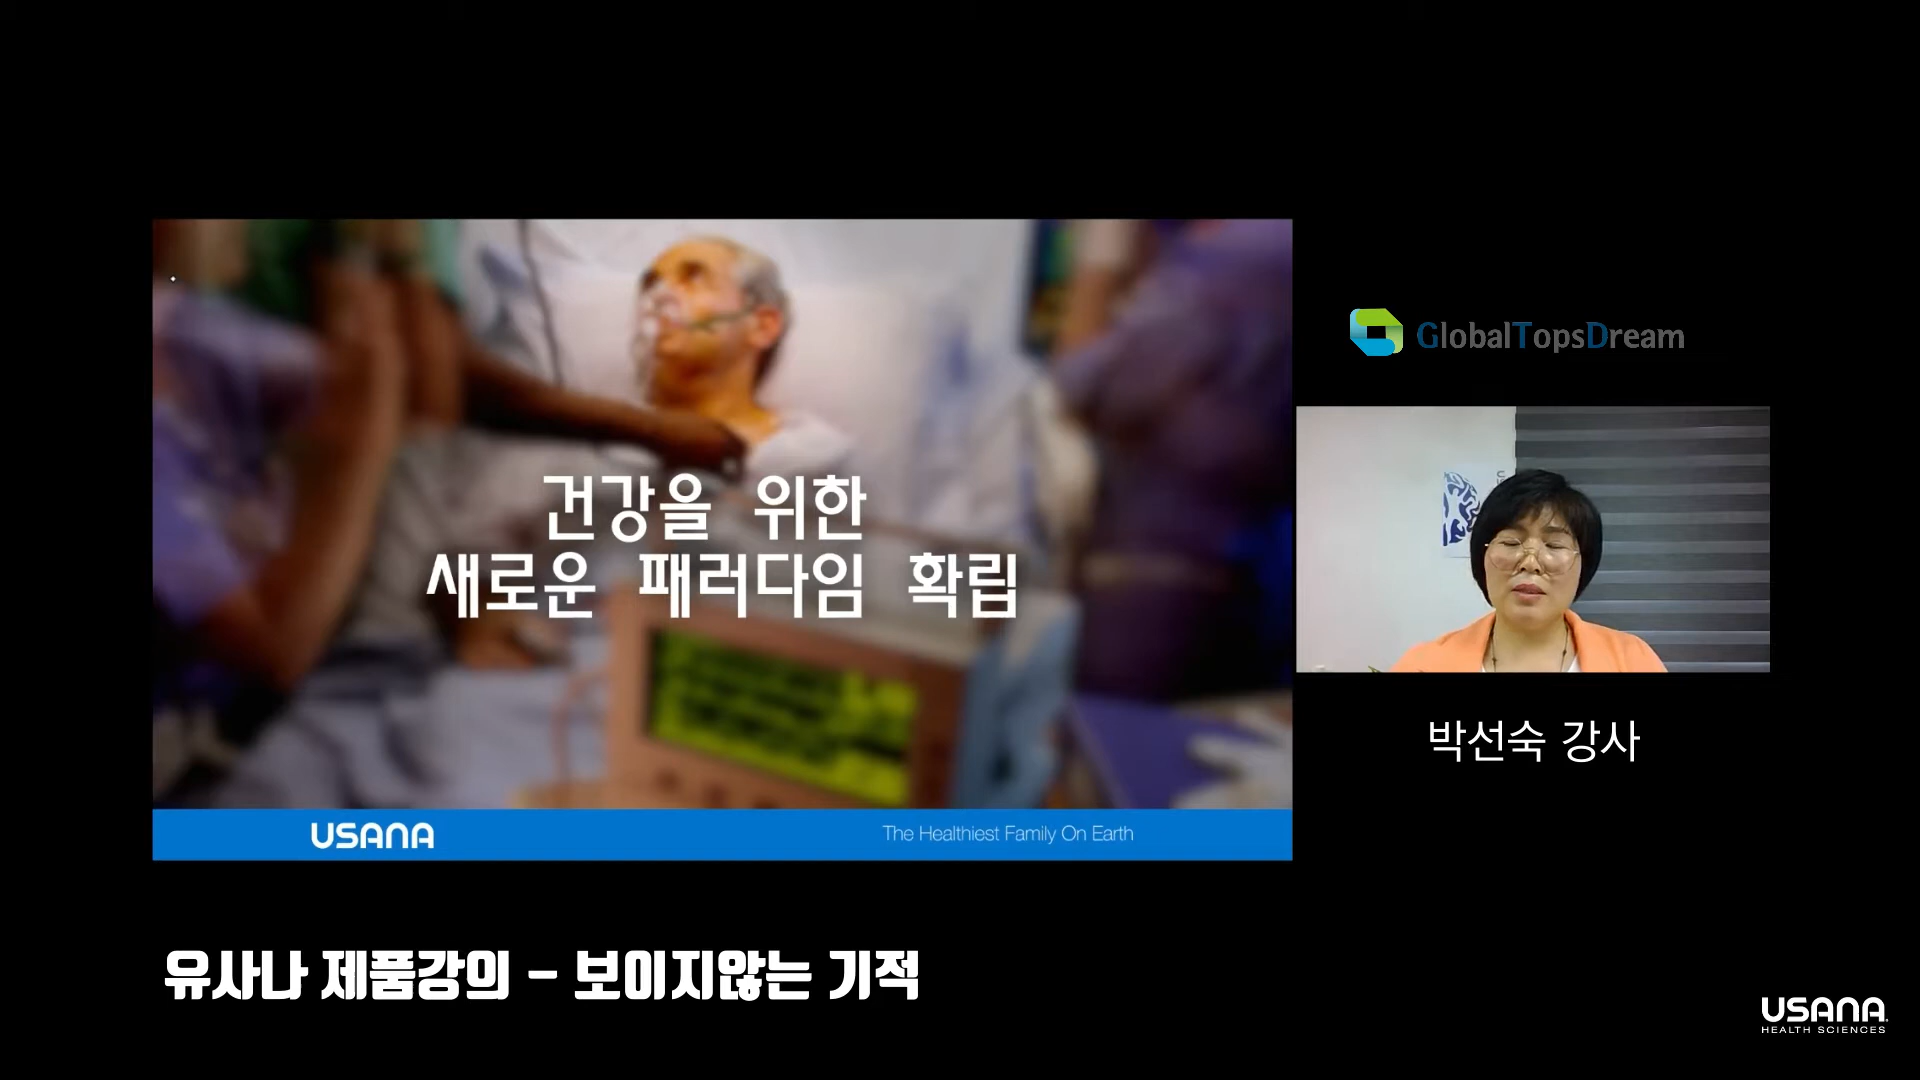 건강을 위한
새로운 패러다임 확립
USANA
The Healthiest Family On Earth
GlobalTopsDream
박선숙 강사
유사나 제품강의 - 보이지않는 기적
USANA
HEALTH SCIENCES